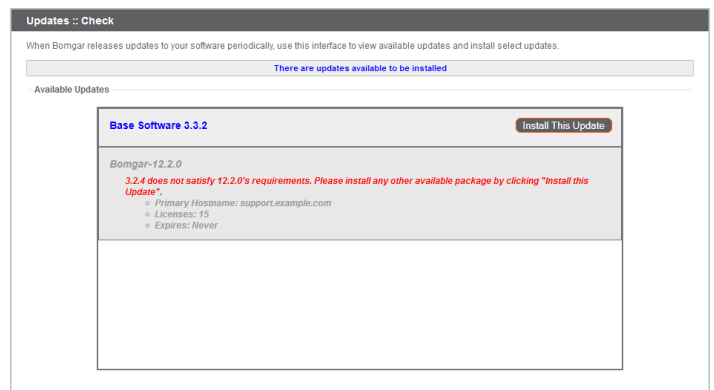 Updates :: Check
When Bomgar releases updates to your software periodically, use this interface to view available updates and install select updates.
There are updates available to be installed
Available Updates
Base Software 3.3.2
Install This Update
Bomgar-12.2.0
3.2.4 does not satisfy 12.2.0's requirements. Please install any other available package by clicking "Install this
Update".
Primary Hostname: support.example.com
Licenses: 15
Expires: Never